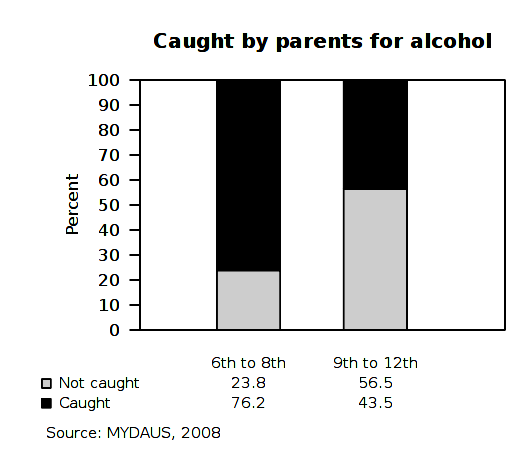 Caught by parents for alcohol
100
90
80
70
60
50
40
30
20
10
0
Percent
6th to 8th 9th to 12th
Not caught 23.8 56.5
Caught 76.2 43.5
Source: MYDAUS, 2008